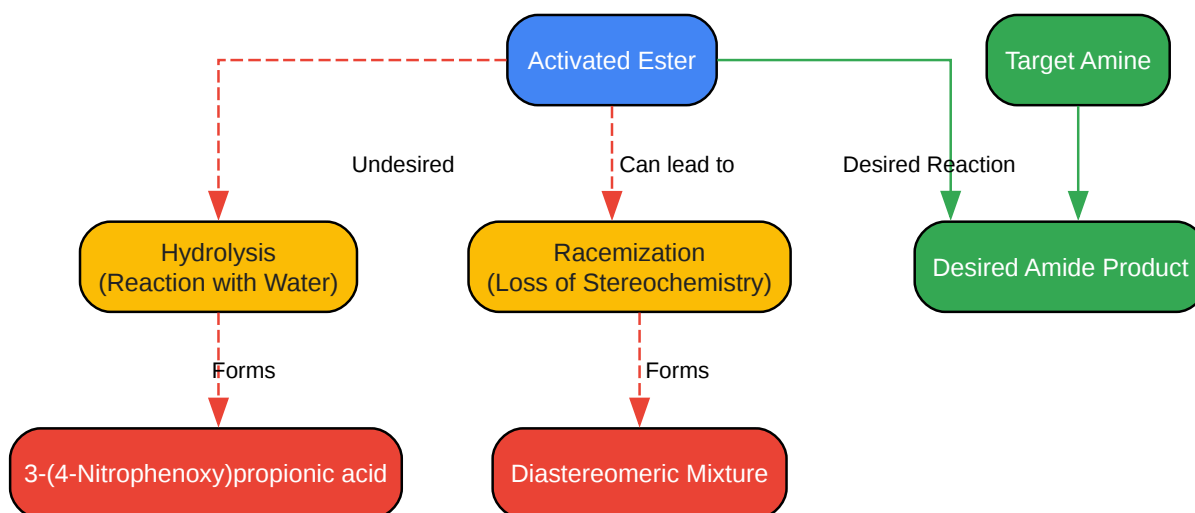 Activated Ester
Target Amine
Undesired
Can lead to
Desired Reaction
Hydrolysis
(Reaction with Water)
Racemization
(Loss of Stereochemistry)
Desired Amide Product
Forms
Forms
3-(4-Nitrophenoxy)propionic acid
Diastereomeric Mixture